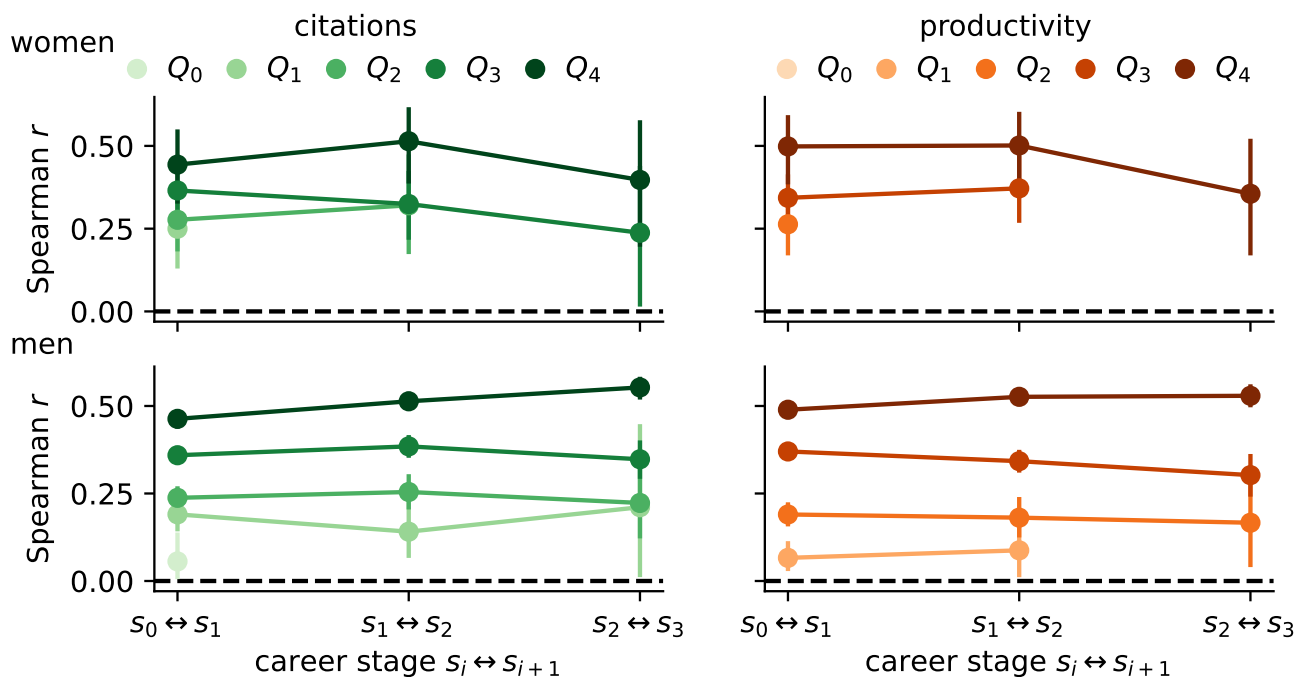 citations
productivity
women
Q₀ Q₁ Q₂ Q₃ Q₄
Q₀ Q₁ Q₂ Q₃ Q₄
Spearman r
0.50
0.25
0.00
men
Spearman r
0.50
0.25
0.00
s₀ ↔ s₁
s₁ ↔ s₂
s₂ ↔ s₃
s₀ ↔ s₁
s₁ ↔ s₂
s₂ ↔ s₃
career stage sᵢ ↔ sᵢ₊₁
career stage sᵢ ↔ sᵢ₊₁